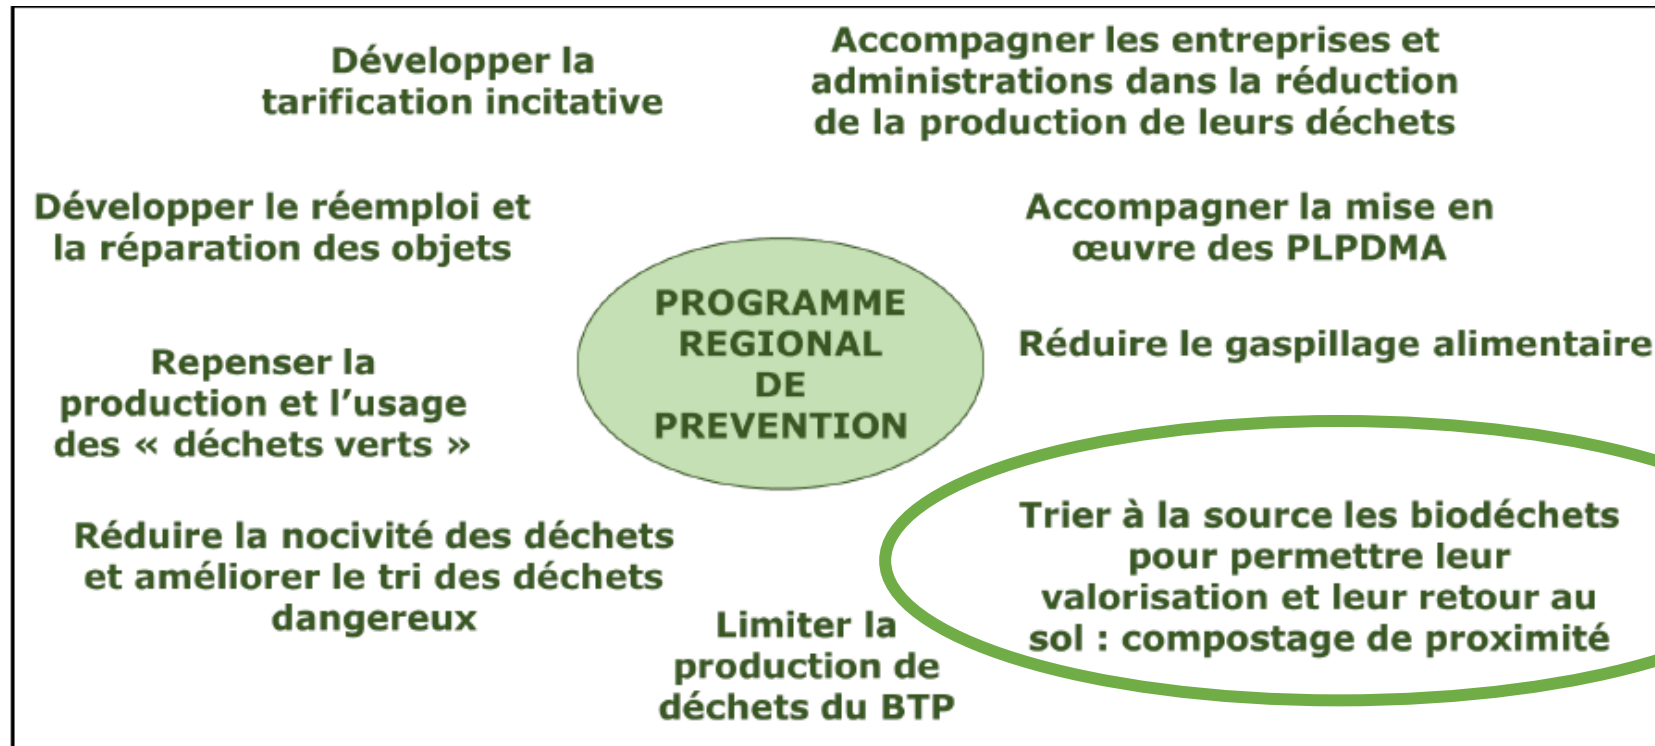 Développer la
tarification incitative
Accompagner les entreprises et
administrations dans la réduction
de la production de leurs déchets
Développer le réemploi et
la réparation des objets
Accompagner la mise en
œuvre des PLPDMA
PROGRAMME
REGIONAL
DE
PREVENTION
Réduire le gaspillage alimentaire
Repenser la
production et l’usage
des « déchets verts »
Trier à la source les biodéchets
pour permettre leur
valorisation et leur retour au
sol : compostage de proximité
Réduire la nocivité des déchets
et améliorer le tri des déchets
dangereux
Limiter la
production de
déchets du BTP